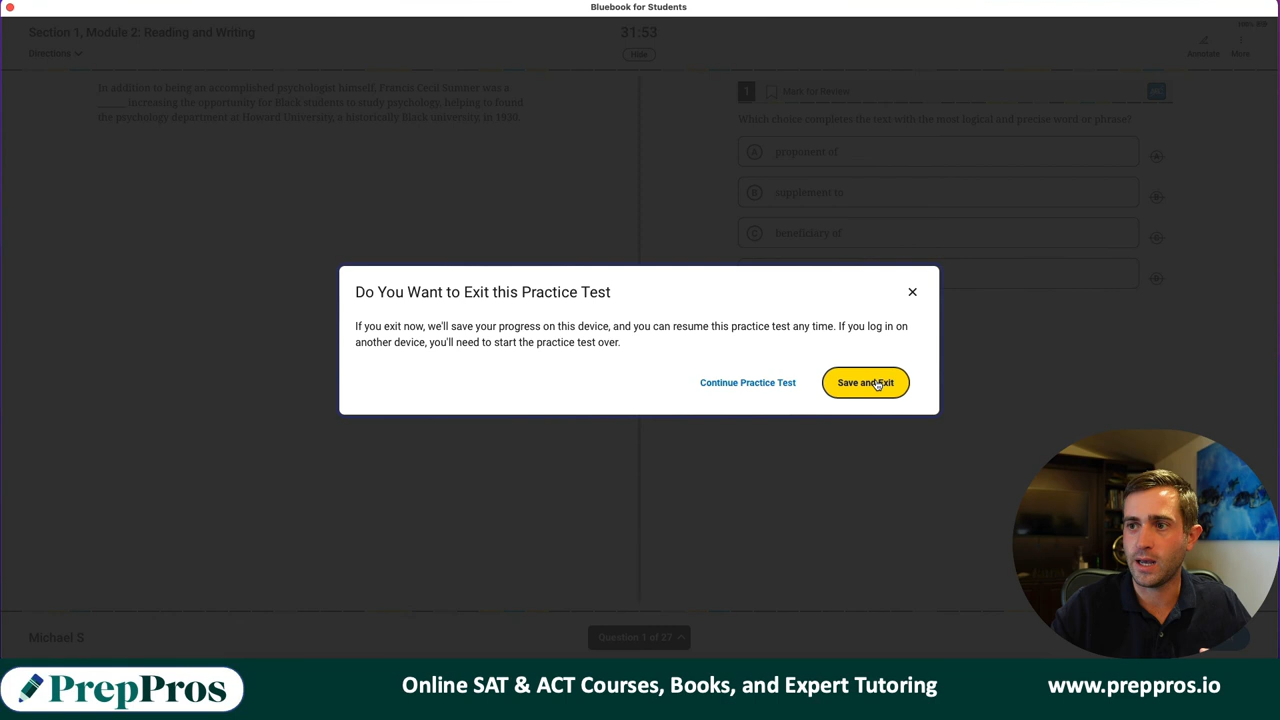 Bluebook for Students
Section 1, Module 2: Reading and Writing
31:53
Directions
Hide
Annotate
More
In addition to being an accomplished psychologist himself, Francis Cecil Sumner was a
______ increasing the opportunity for Black students to study psychology, helping to found
the psychology department at Howard University, a historically Black university, in 1930.
1
Mark for Review
ABC
Which choice completes the text with the most logical and precise word or phrase?
A
proponent of
A
B
supplement to
B
C
beneficiary of
C
D
Do You Want to Exit this Practice Test
If you exit now, we'll save your progress on this device, and you can resume this practice test any time. If you log in on
another device, you'll need to start the practice test over.
Continue Practice Test
Save and Exit
Michael S
Question 1 of 27
PrepPros
Online SAT & ACT Courses, Books, and Expert Tutoring
www.preppros.io